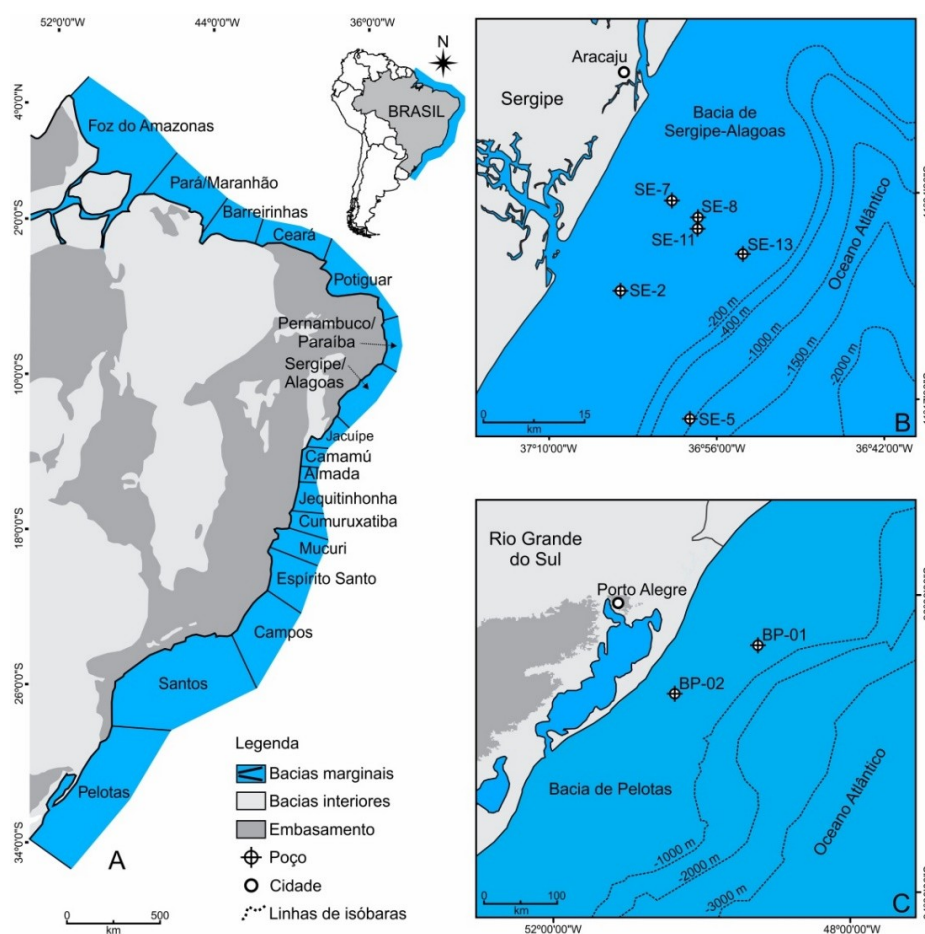 52°0'0"W
44°0'0"W
36°0'0"W
4°0'0"N
2°0'0"S
10°0'0"S
18°0'0"S
26°0'0"S
34°0'0"S
N
BRASIL
Foz do Amazonas
Pará/Maranhão
Barreirinhas
Ceará
Potiguar
Pernambuco/
Paraíba
Sergipe/
Alagoas
Jacuípe
Camamú
Almada
Jequitinhonha
Cumuruxatiba
Mucuri
Espírito Santo
Campos
Santos
Pelotas
Legenda
Bacias marginais
Bacias interiores
Embasamento
Poço
Cidade
Linhas de isóbaras
A
0
500
km
Aracaju
Sergipe
Bacia de
Sergipe-Alagoas
SE-7
SE-8
SE-11
SE-13
SE-2
SE-5
-200 m
-400 m
-1000 m
-1500 m
-2000 m
Oceano Atlântico
0
15
km
B
37°10'00"W
36°56'00"W
36°42'00"W
Rio Grande
do Sul
Porto Alegre
BP-01
BP-02
Bacia de Pelotas
-1000 m
-2000 m
-3000 m
Oceano Atlântico
0
100
km
C
52°00'00"W
48°00'00"W